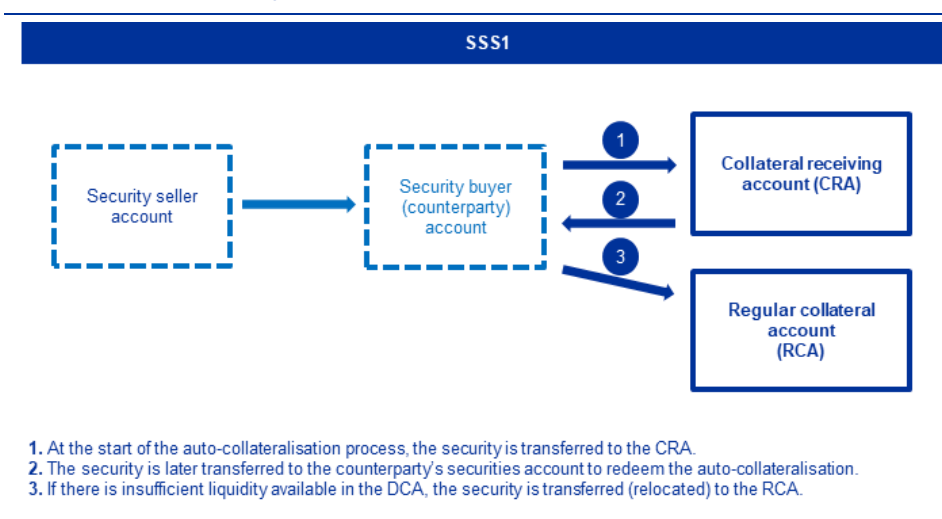 SSS1
Security seller
account
Security buyer
(counterparty)
account
1
2
3
Collateral receiving
account (CRA)
Regular collateral
account
(RCA)
1. At the start of the auto-collateralisation process, the security is transferred to the CRA.
2. The security is later transferred to the counterparty's securities account to redeem the auto-collateralisation.
3. If there is insufficient liquidity available in the DCA, the security is transferred (relocated) to the RCA.